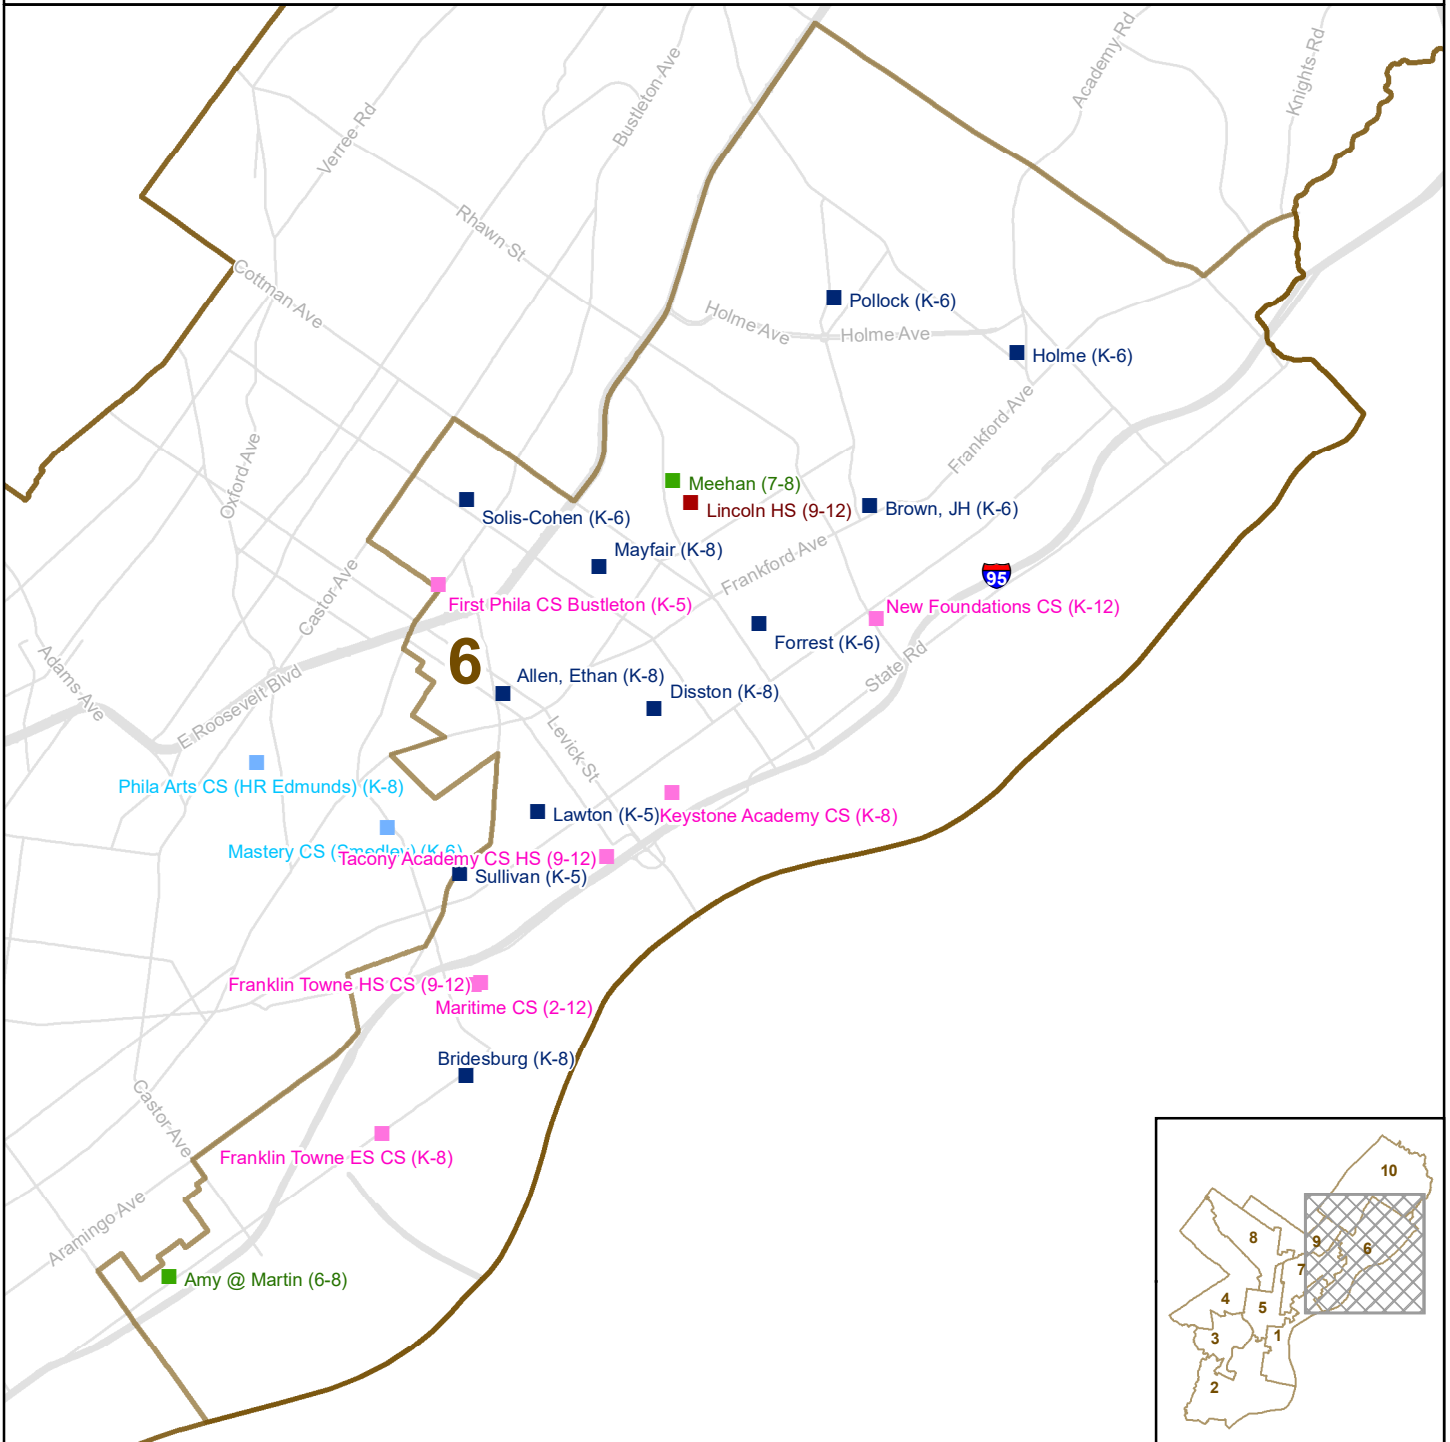 Academy Rd
Knights Rd
Bustleton Ave
Verree Rd
Rhawn St
Cottman Ave
Pollock (K-6)
Holme Ave
Holme Ave
Holme (K-6)
Frankford Ave
Oxford Ave
Meehan (7-8)
Lincoln HS (9-12)
Brown, JH (K-6)
Solis-Cohen (K-6)
Mayfair (K-8)
Frankford Ave
95
Castor Ave
First Phila CS Bustleton (K-5)
New Foundations CS (K-12)
Forrest (K-6)
6
State Rd
Adams Ave
Allen, Ethan (K-8)
Disston (K-8)
E Roosevelt Blvd
Levick St
Phila Arts CS (HR Edmunds) (K-8)
Lawton (K-5)
Keystone Academy CS (K-8)
Mastery CS (Smedley) (K-6)
Tacony Academy CS HS (9-12)
Sullivan (K-5)
Franklin Towne HS CS (9-12)
Maritime CS (2-12)
Bridesburg (K-8)
Castor Ave
Franklin Towne ES CS (K-8)
Aramingo Ave
Amy @ Martin (6-8)
10
8
9
6
7
4
5
3
1
2